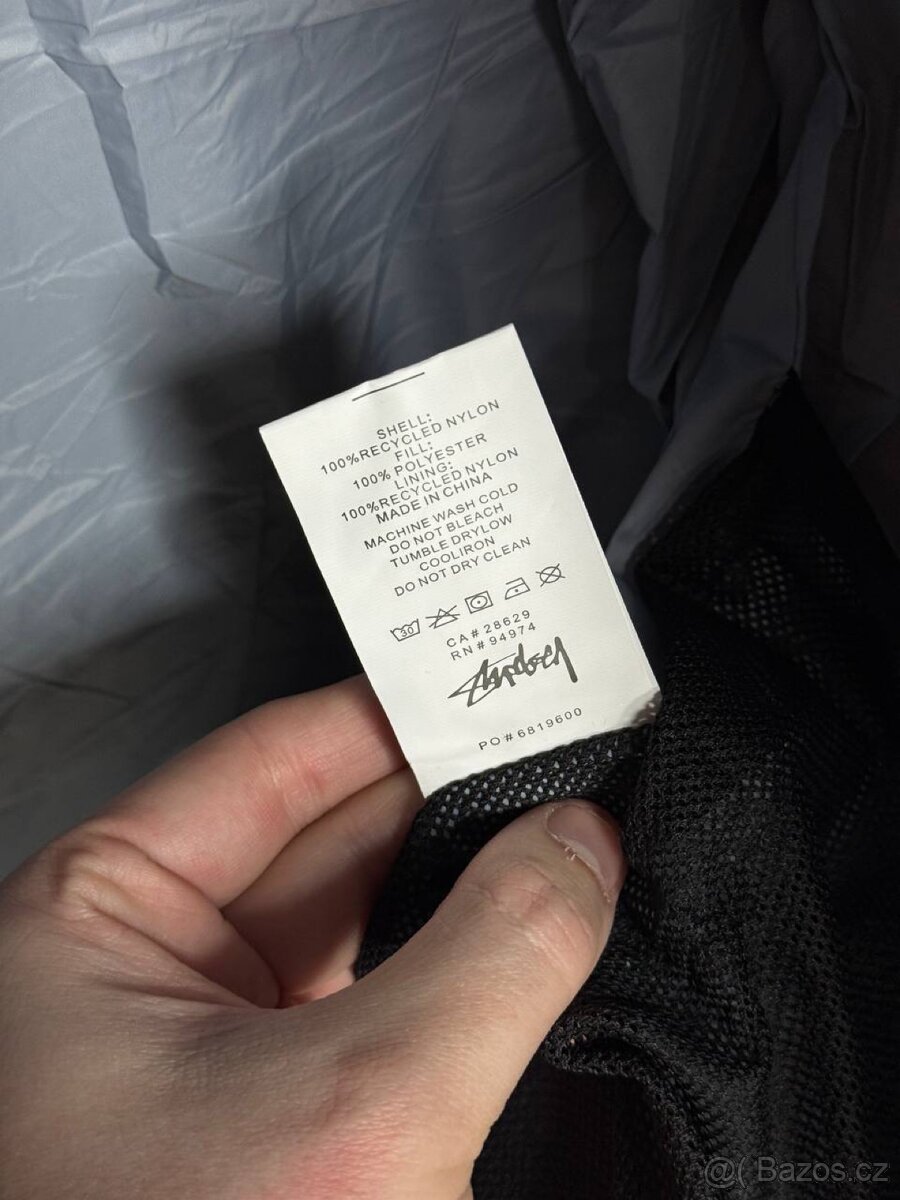 SHELL:
100%RECYCLED NYLON
FILL:
100% POLYESTER
LINING:
100%RECYCLED NYLON
MADE IN CHINA
MACHINE WASH COLD
DO NOT BLEACH
TUMBLE DRYLOW
COOLIRON
DO NOT DRY CLEAN
30
CA#28629
RN#94974
Stüssy
PO#6819600
@( Bazos.cz